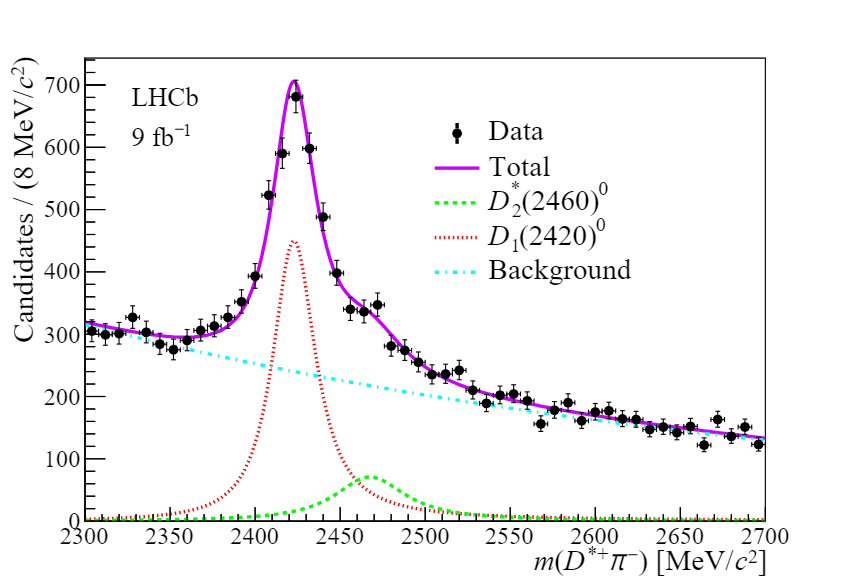 Candidates / (8 MeV/c²)
700
600
500
400
300
200
100
0
LHCb
9 fb⁻¹
Data
Total
D₂*(2460)⁰
D₁(2420)⁰
Background
2300 2350 2400 2450 2500 2550 2600 2650 2700
m(D*⁺π⁻) [MeV/c²]